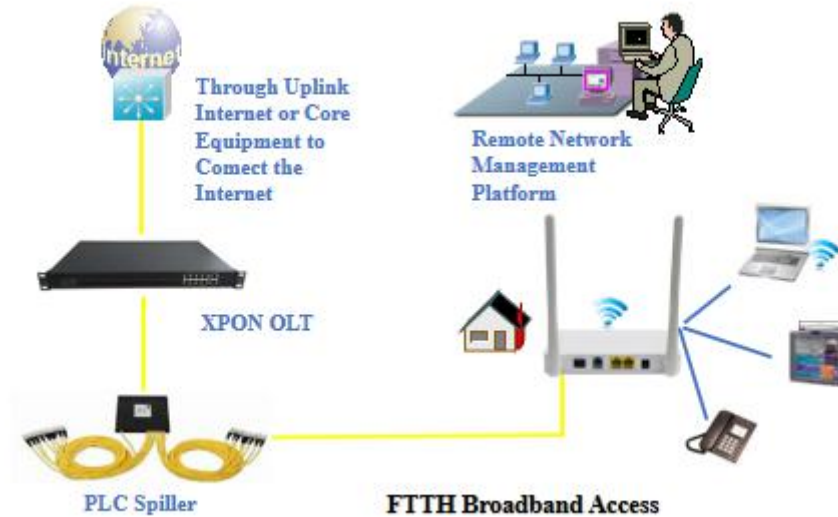 Internet
Through Uplink
Internet or Core
Equipment to
Comect the
Internet
Remote Network
Management
Platform
XPON OLT
PLC Spiller
FTTH Broadband Access